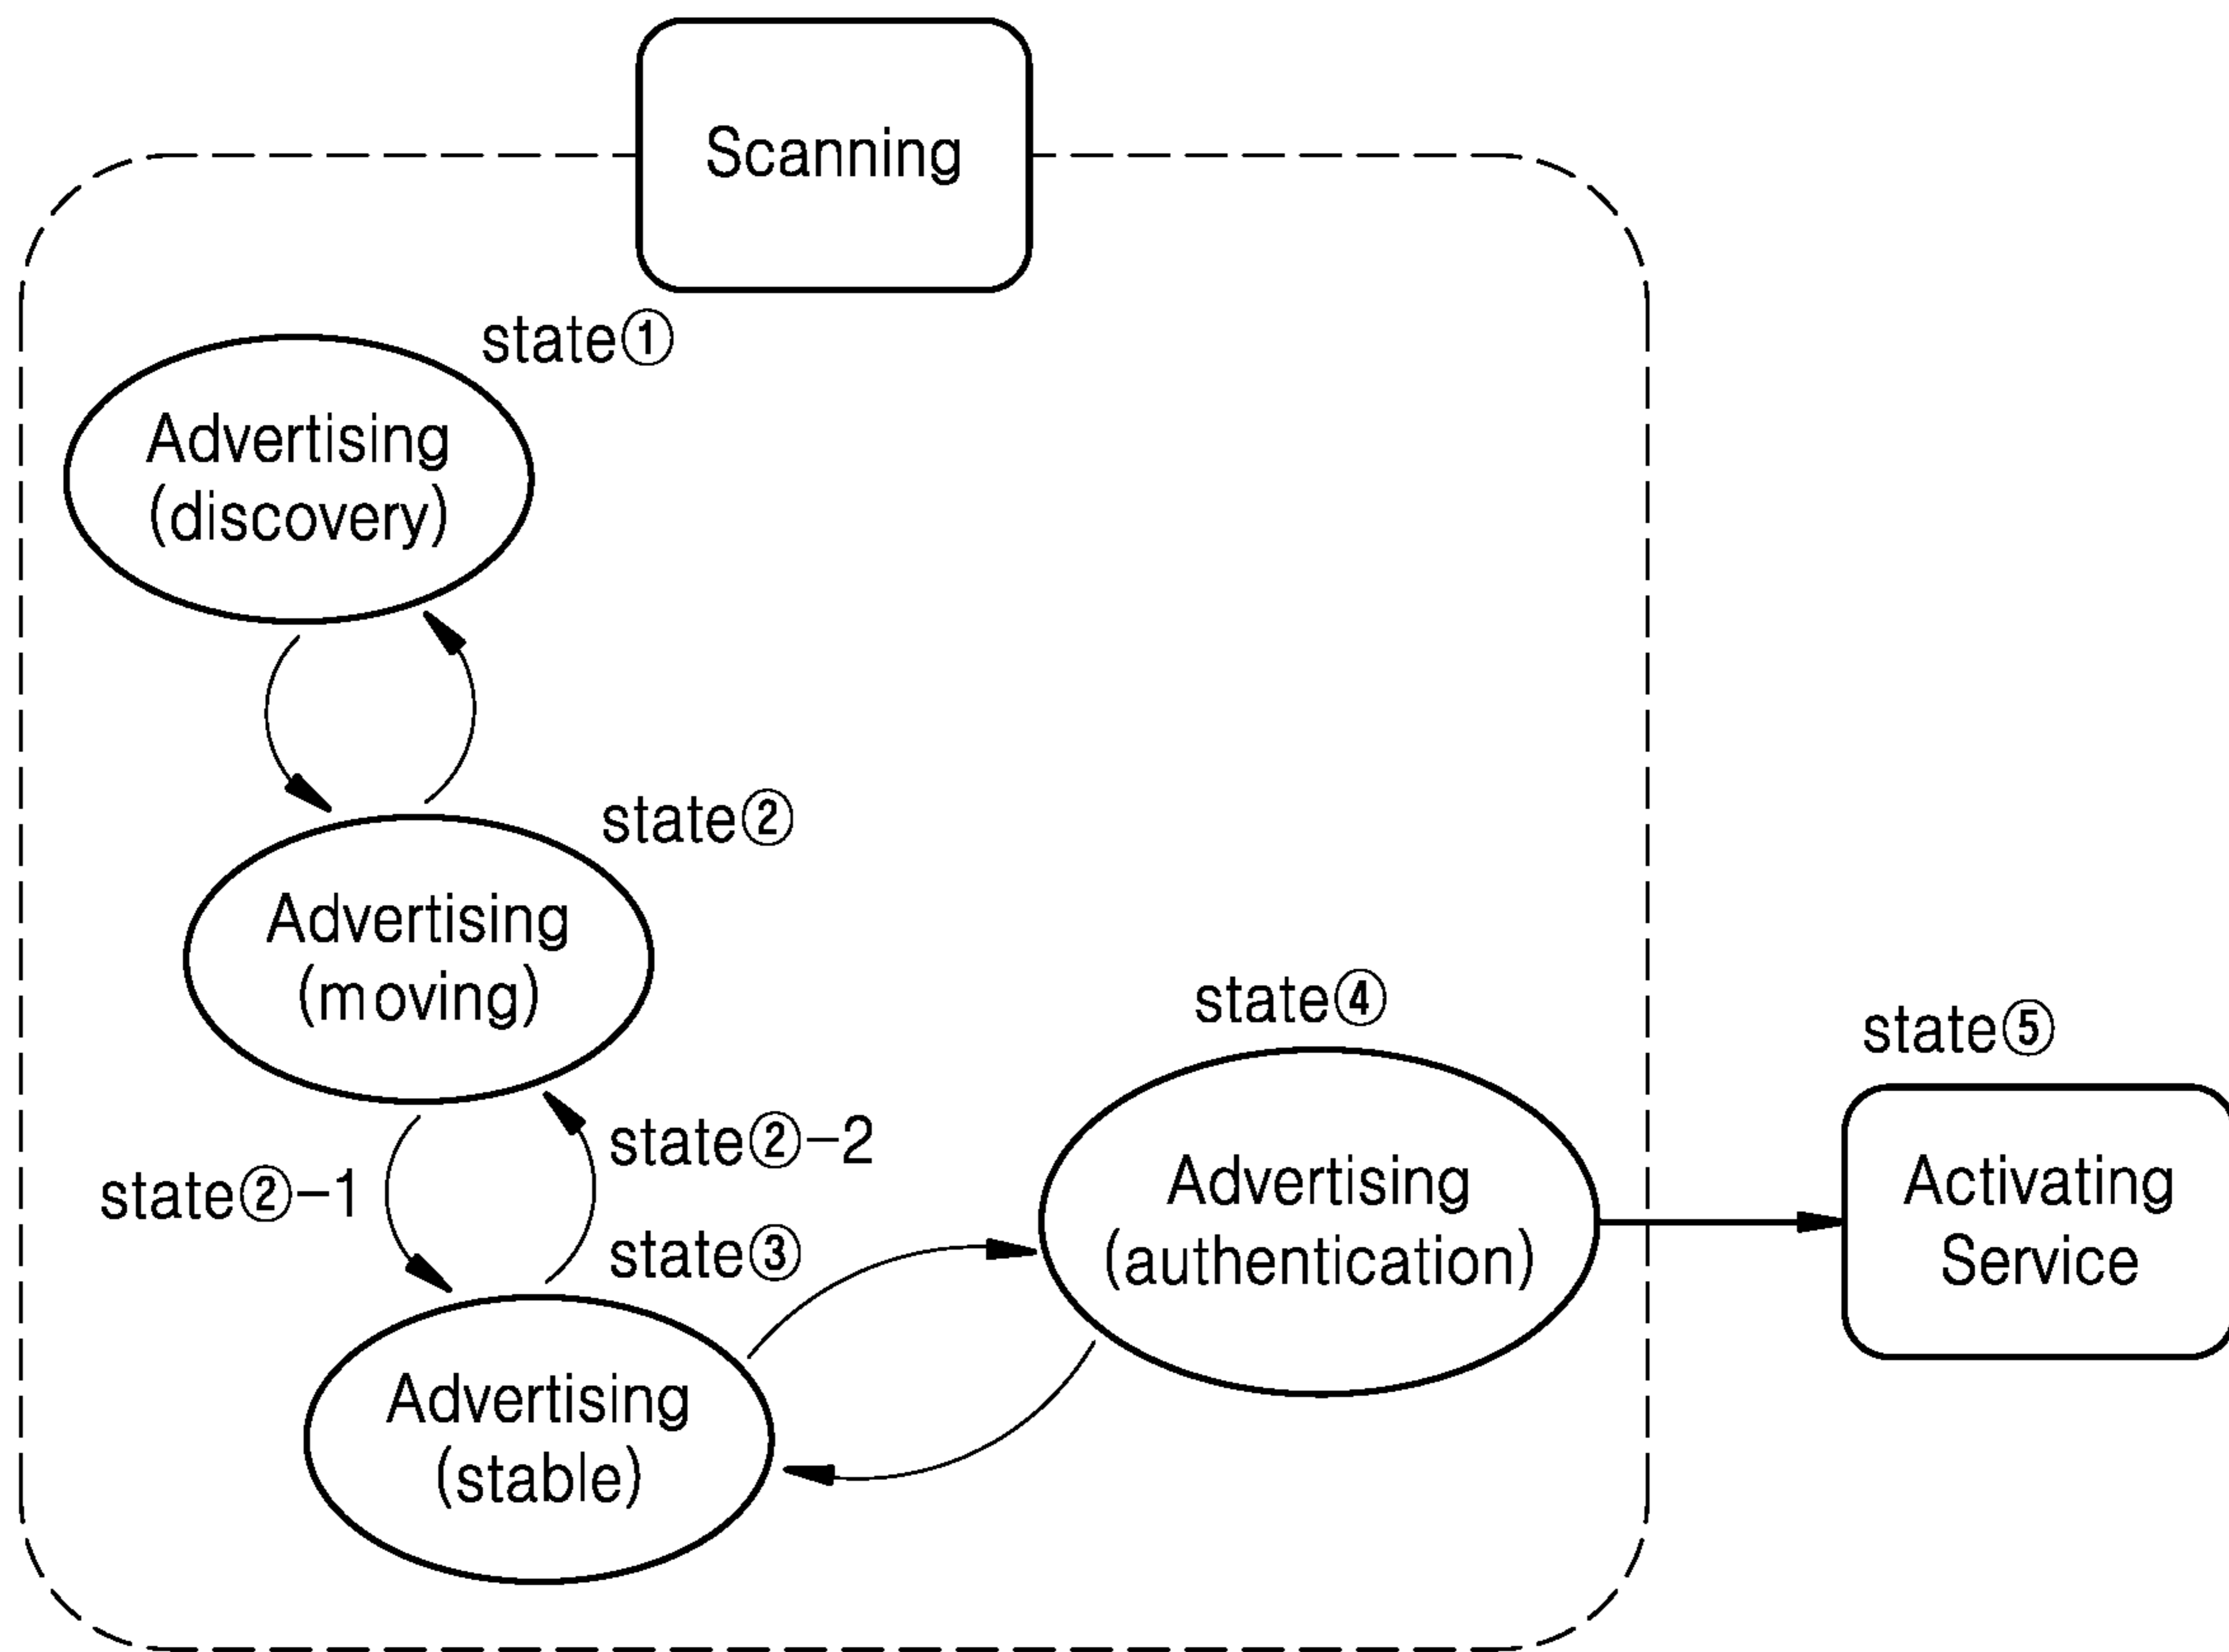 Scanning
state①
Advertising
(discovery)
state②
Advertising
(moving)
state②-1
state②-2
state③
Advertising
(stable)
state④
Advertising
(authentication)
state⑤
Activating
Service